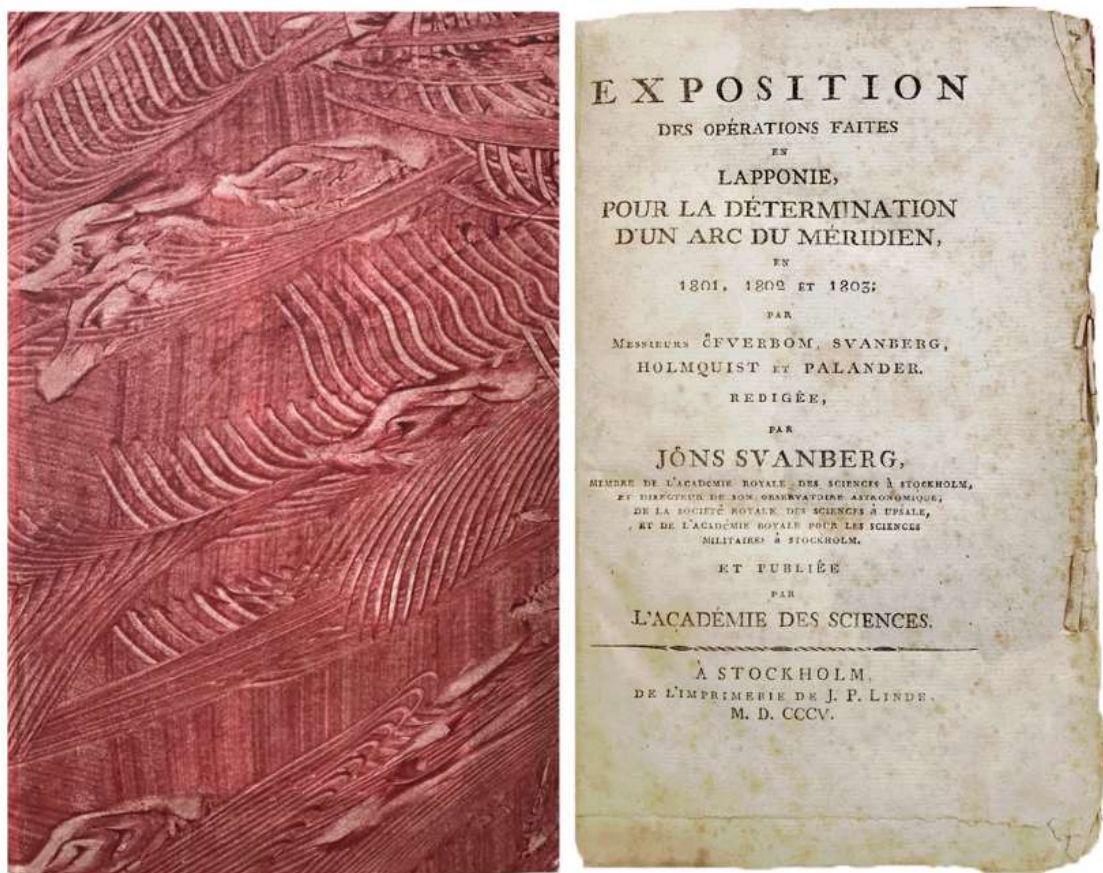 EXPOSITION
DES OPÉRATIONS FAITES
EN
LAPPONIE,
POUR LA DÉTERMINATION
D'UN ARC DU MÉRIDIEN,
EN
1801, 1802 ET 1803;
PAR
MESSIEURS ÖFVERBOM, SVANBERG,
HOLMQUIST ET PALANDER.
REDIGÉE,
PAR
JÖNS SVANBERG,
MEMBRE DE L'ACADÉMIE ROYALE DES SCIENCES À STOCKHOLM,
ET DIRECTEUR DE SON OBSERVATOIRE ASTRONOMIQUE,
DE LA SOCIÉTÉ ROYALE DES SCIENCES À UPSALE,
ET DE L'ACADÉMIE ROYALE POUR LES SCIENCES
MILITAIRES À STOCKHOLM.
ET PUBLIÉE
PAR
L'ACADÉMIE DES SCIENCES.
À STOCKHOLM,
DE L'IMPRIMERIE DE J. P. LINDE.
M. D. CCCV.